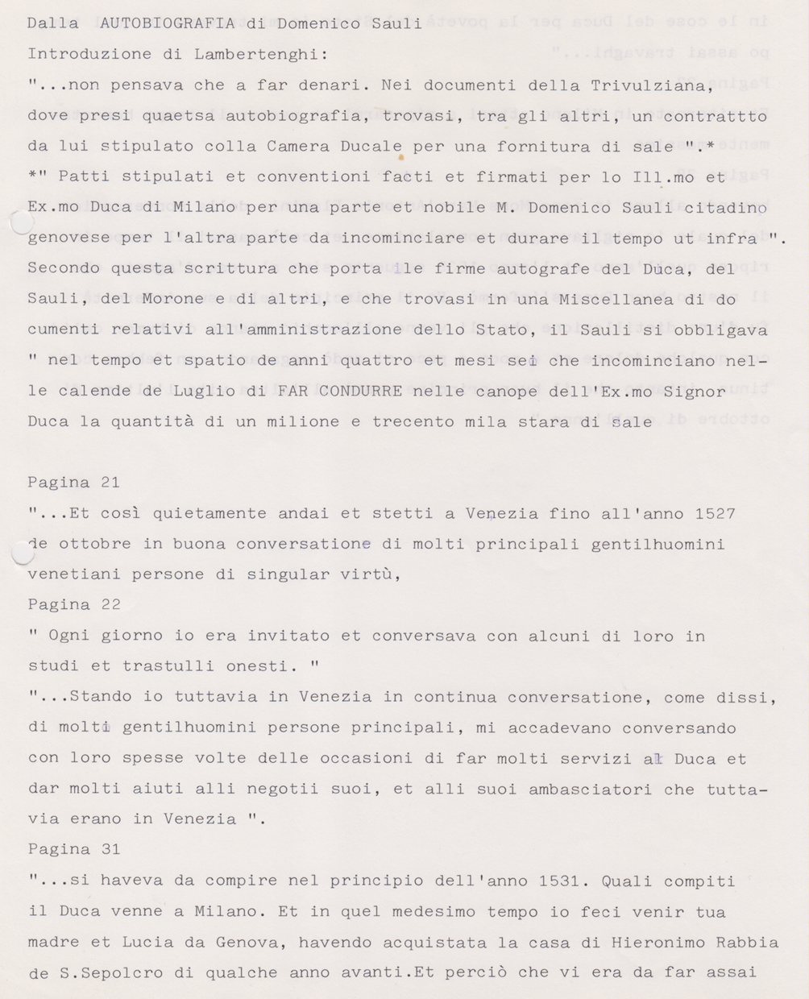 Dalla  AUTOBIOGRAFIA di Domenico Sauli
Introduzione di Lambertenghi:
"...non pensava che a far denari. Nei documenti della Trivulziana,
dove presi quaetsa autobiografia, trovasi, tra gli altri, un contrattto
da lui stipulato colla Camera Ducale per una fornitura di sale ".*
*" Patti stipulati et conventioni fatti et firmati per lo Ill.mo et
Ex.mo Duca di Milano per una parte et nobile M. Domenico Sauli citadino
genovese per l'altra parte da incominciare et durare il tempo ut infra ".
Secondo questa scrittura che porta ile firme autografe del Duca, del
Sauli, del Morone e di altri, e che trovasi in una Miscellanea di do
cumenti relativi all'amministrazione dello Stato, il Sauli si obbligava
" nel tempo et spatio de anni quattro et mesi sei che incominciano nel-
le calende de Luglio di FAR CONDURRE nelle canope dell'Ex.mo Signor
Duca la quantità di un milione e trecento mila stara di sale
Pagina 21
"...Et così quietamente andai et stetti a Venezia fino all'anno 1527
de ottobre in buona conversatione di molti principali gentilhuomini
venetiani persone di singular virtù,
Pagina 22
" Ogni giorno io era invitato et conversava con alcuni di loro in
studi et trastulli onesti. "
"...Stando io tuttavia in Venezia in continua conversatione, come dissi,
di molti gentilhuomini persone principali, mi accadevano conversando
con loro spesse volte delle occasioni di far molti servizi al Duca et
dar molti aiuti alli negotii suoi, et alli suoi ambasciatori che tutta-
via erano in Venezia ".
Pagina 31
"...si haveva da compire nel principio dell'anno 1531. Quali compiti
il Duca venne a Milano. Et in quel medesimo tempo io feci venir tua
madre et Lucia da Genova, havendo acquistata la casa di Hieronimo Rabbia
de S.Sepolcro di qualche anno avanti.Et perciò che vi era da far assai